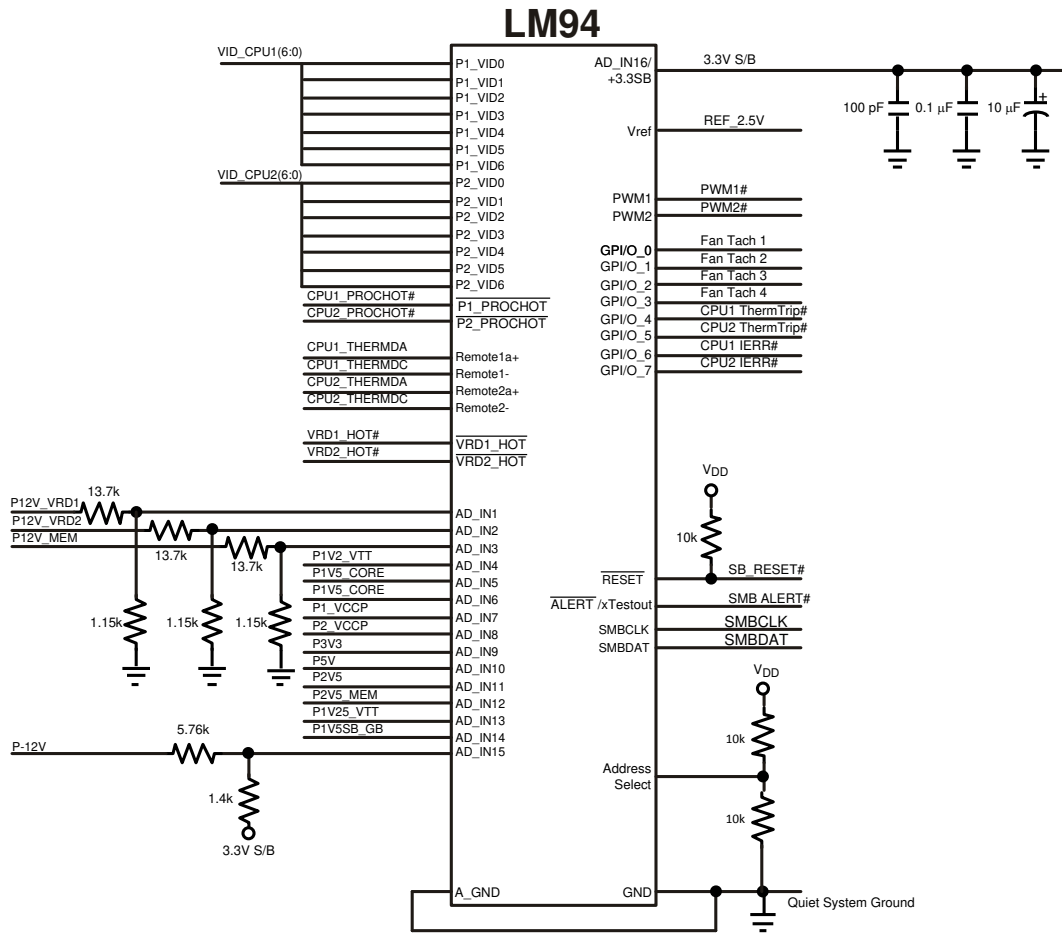 LM94
VID_CPU1(6:0)
P1_VID0
P1_VID1
P1_VID2
P1_VID3
P1_VID4
P1_VID5
P1_VID6
VID_CPU2(6:0)
P2_VID0
P2_VID1
P2_VID2
P2_VID3
P2_VID4
P2_VID5
P2_VID6
CPU1_PROCHOT#
P1_PROCHOT
CPU2_PROCHOT#
P2_PROCHOT
CPU1_THERMDA
Remote1a+
CPU1_THERMDC
Remote1-
CPU2_THERMDA
Remote2a+
CPU2_THERMDC
Remote2-
VRD1_HOT#
VRD1_HOT
VRD2_HOT#
VRD2_HOT
P12V_VRD1
13.7k
AD_IN1
P12V_VRD2
13.7k
AD_IN2
P12V_MEM
13.7k
AD_IN3
P1V2_VTT
AD_IN4
P1V5_CORE
AD_IN5
P1V5_CORE
AD_IN6
P1_VCCP
AD_IN7
P2_VCCP
AD_IN8
P3V3
AD_IN9
P5V
AD_IN10
P2V5
AD_IN11
P2V5_MEM
AD_IN12
P1V25_VTT
AD_IN13
P1V5SB_GB
AD_IN14
1.15k
1.15k
1.15k
P-12V
5.76k
AD_IN15
1.4k
3.3V S/B
A_GND
AD_IN16/
+3.3SB
3.3V S/B
100 pF
0.1 µF
10 µF
+
Vref
REF_2.5V
PWM1
PWM1#
PWM2
PWM2#
GPI/O_0
Fan Tach 1
GPI/O_1
Fan Tach 2
GPI/O_2
Fan Tach 3
GPI/O_3
Fan Tach 4
GPI/O_4
CPU1 ThermTrip#
GPI/O_5
CPU2 ThermTrip#
GPI/O_6
CPU1 IERR#
GPI/O_7
CPU2 IERR#
VDD
10k
RESET
SB_RESET#
ALERT /xTestout
SMB ALERT#
SMBCLK
SMBCLK
SMBDAT
SMBDAT
VDD
10k
Address
Select
10k
GND
Quiet System Ground